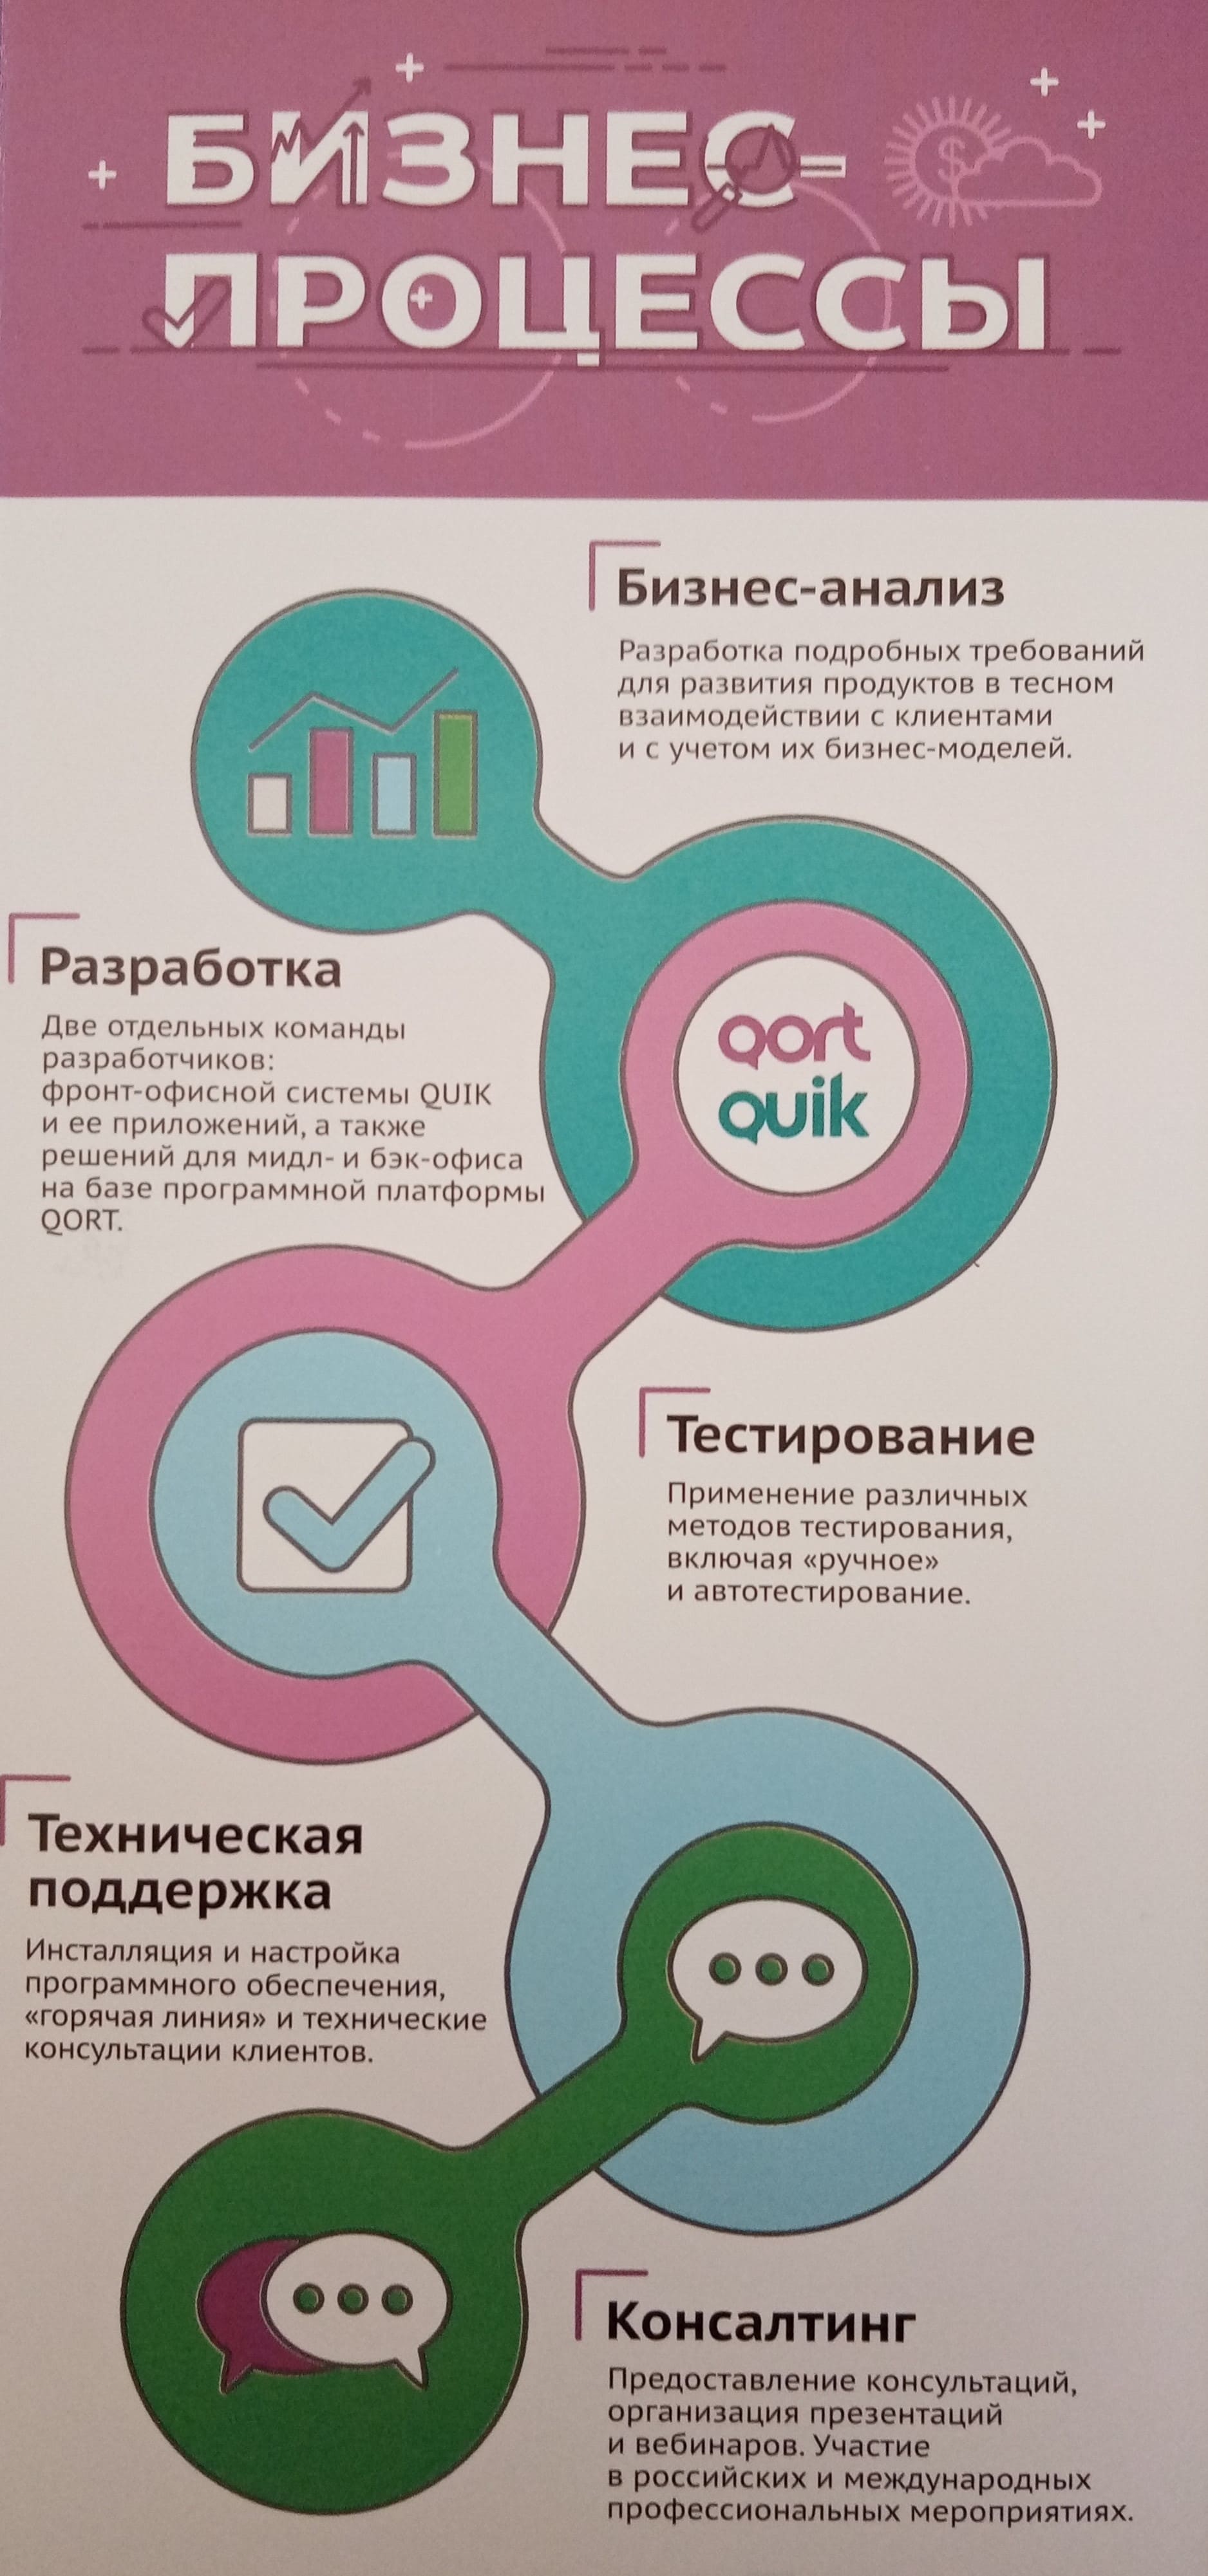 БИЗНЕС-
ПРОЦЕССЫ
$
Бизнес-анализ
Разработка подробных требований
для развития продуктов в тесном
взаимодействии с клиентами
и с учетом их бизнес-моделей.
Разработка
Две отдельных команды
разработчиков:
фронт-офисной системы QUIK
и ее приложений, а также
решений для мидл- и бэк-офиса
на базе программной платформы
QORT.
qort
quik
Тестирование
Применение различных
методов тестирования,
включая «ручное»
и автотестирование.
Техническая
поддержка
Инсталляция и настройка
программного обеспечения,
«горячая линия» и технические
консультации клиентов.
Консалтинг
Предоставление консультаций,
организация презентаций
и вебинаров. Участие
в российских и международных
профессиональных мероприятиях.